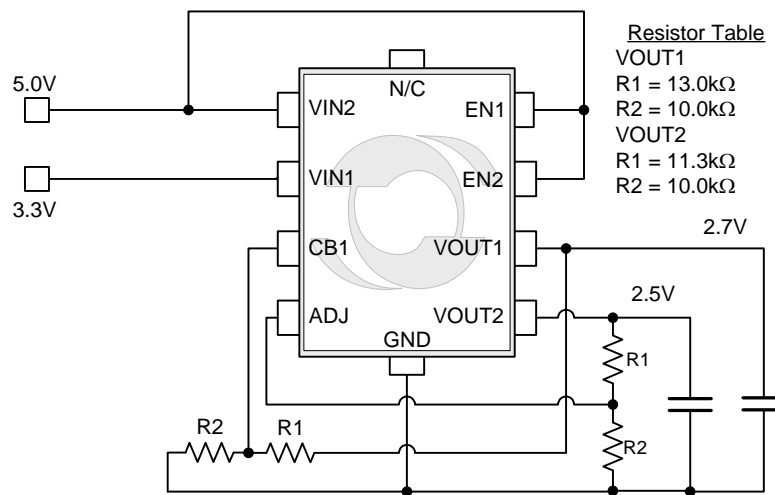 Resistor Table
VOUT1
R1 = 13.0kΩ
R2 = 10.0kΩ
VOUT2
R1 = 11.3kΩ
R2 = 10.0kΩ
5.0V
3.3V
N/C
VIN2
EN1
VIN1
EN2
CB1
VOUT1
2.7V
ADJ
VOUT2
2.5V
GND
R1
R2
R2
R1